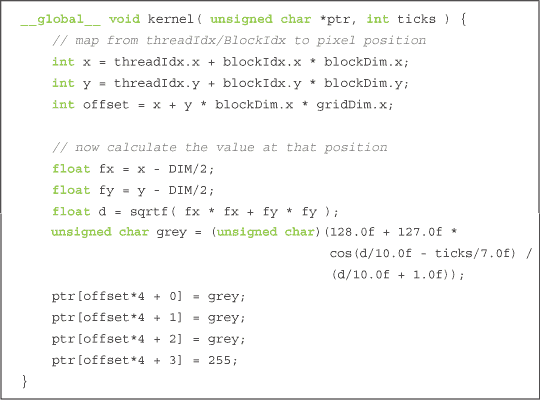 __global__ void kernel( unsigned char *ptr, int ticks ) {
    // map from threadIdx/BlockIdx to pixel position
    int x = threadIdx.x + blockIdx.x * blockDim.x;
    int y = threadIdx.y + blockIdx.y * blockDim.y;
    int offset = x + y * blockDim.x * gridDim.x;

    // now calculate the value at that position
    float fx = x - DIM/2;
    float fy = y - DIM/2;
    float d = sqrtf( fx * fx + fy * fy );
    unsigned char grey = (unsigned char)(128.0f + 127.0f *
                                         cos(d/10.0f - ticks/7.0f) /
                                         (d/10.0f + 1.0f));
    ptr[offset*4 + 0] = grey;
    ptr[offset*4 + 1] = grey;
    ptr[offset*4 + 2] = grey;
    ptr[offset*4 + 3] = 255;
}